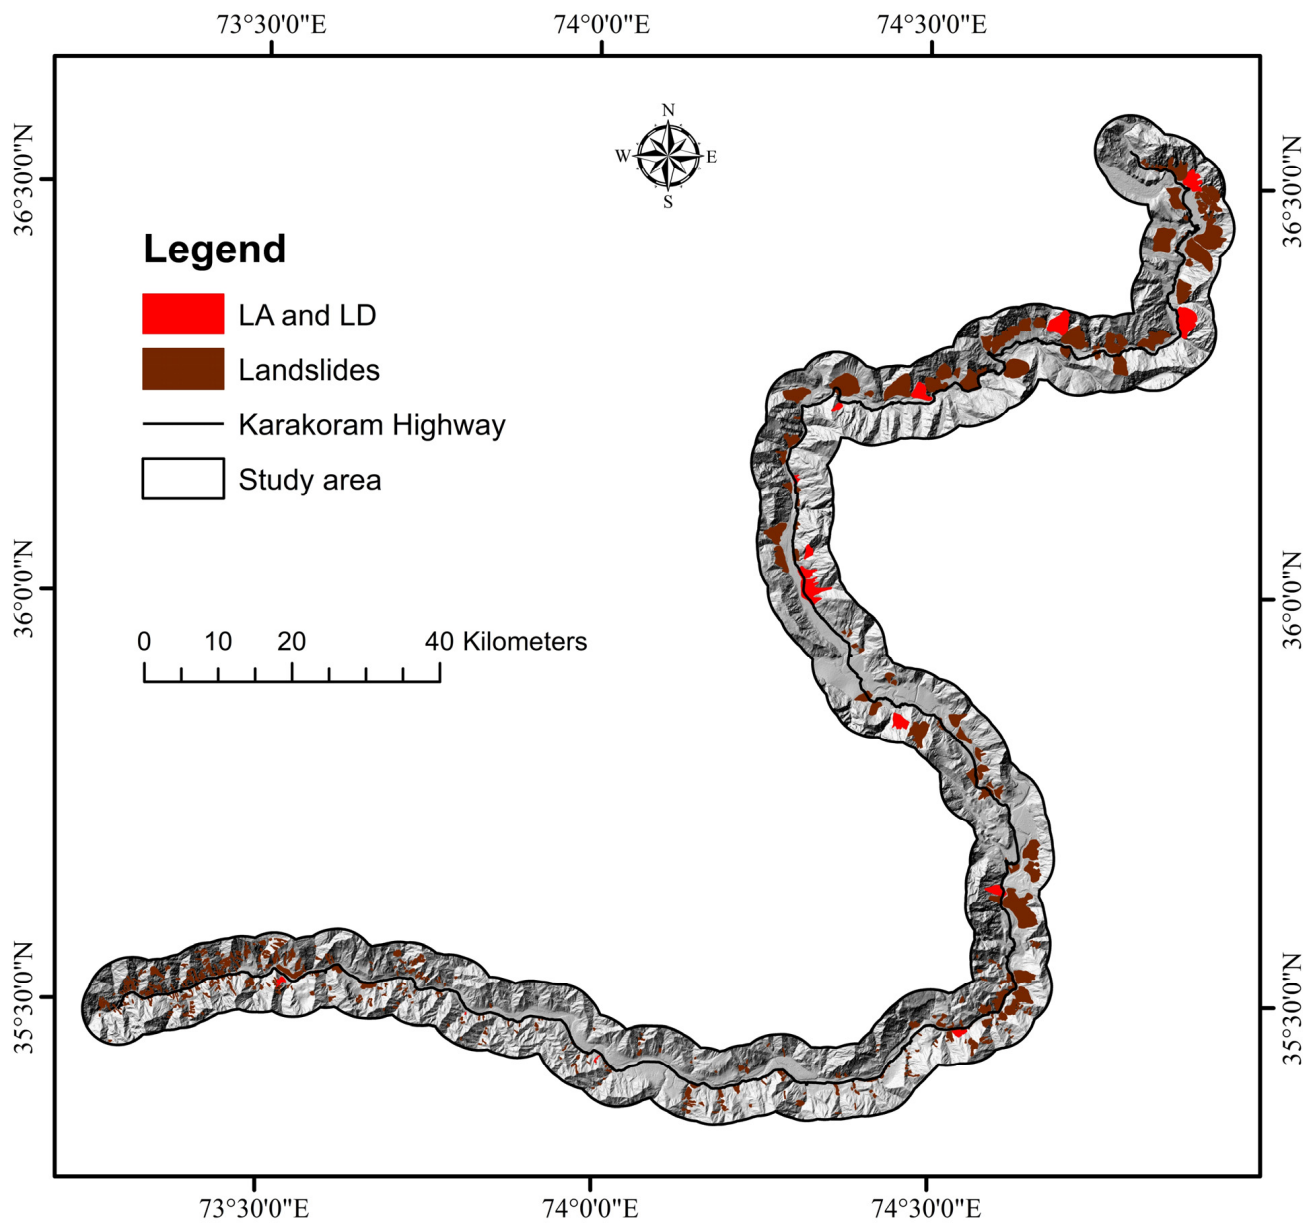 73°30'0"E 74°0'0"E 74°30'0"E
N
W E
S
36°30'0"N 36°30'0"N
Legend
LA and LD
Landslides
Karakoram Highway
Study area
36°0'0"N 36°0'0"N
0 10 20 40 Kilometers
35°30'0"N 35°30'0"N
73°30'0"E 74°0'0"E 74°30'0"E